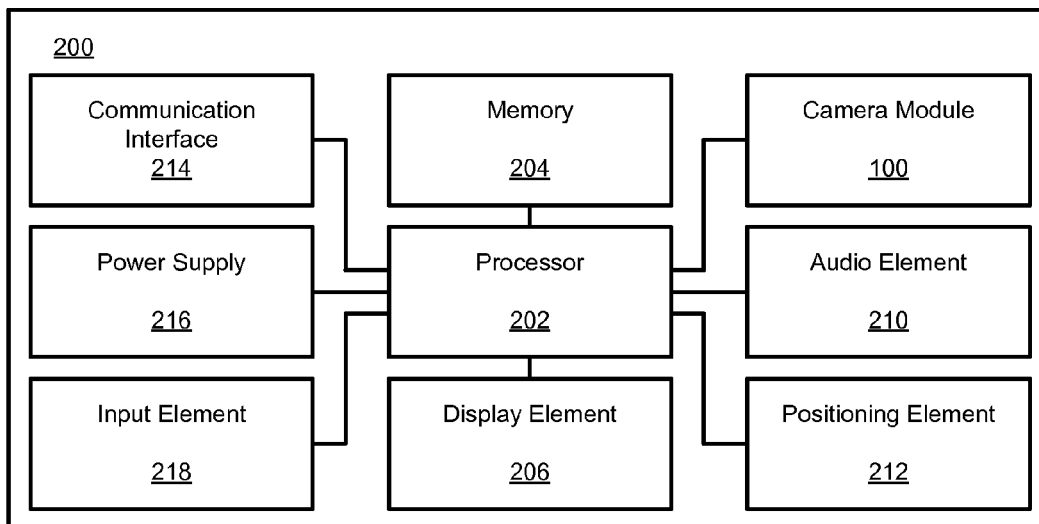 200
Communication
Interface
214
Memory
204
Camera Module
100
Power Supply
216
Processor
202
Audio Element
210
Input Element
218
Display Element
206
Positioning Element
212